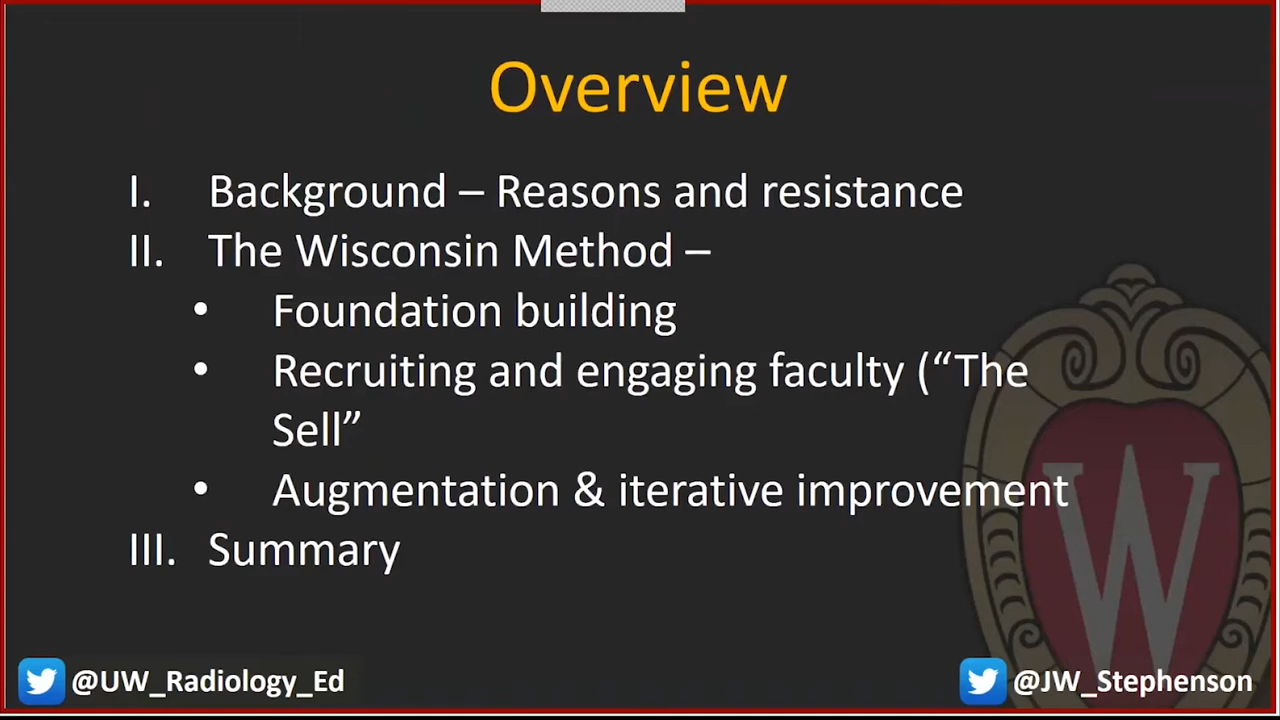 Overview
I. Background – Reasons and resistance
II. The Wisconsin Method –
• Foundation building
• Recruiting and engaging faculty (“The
Sell”
• Augmentation & iterative improvement
III. Summary
W
@UW_Radiology_Ed
@JW_Stephenson